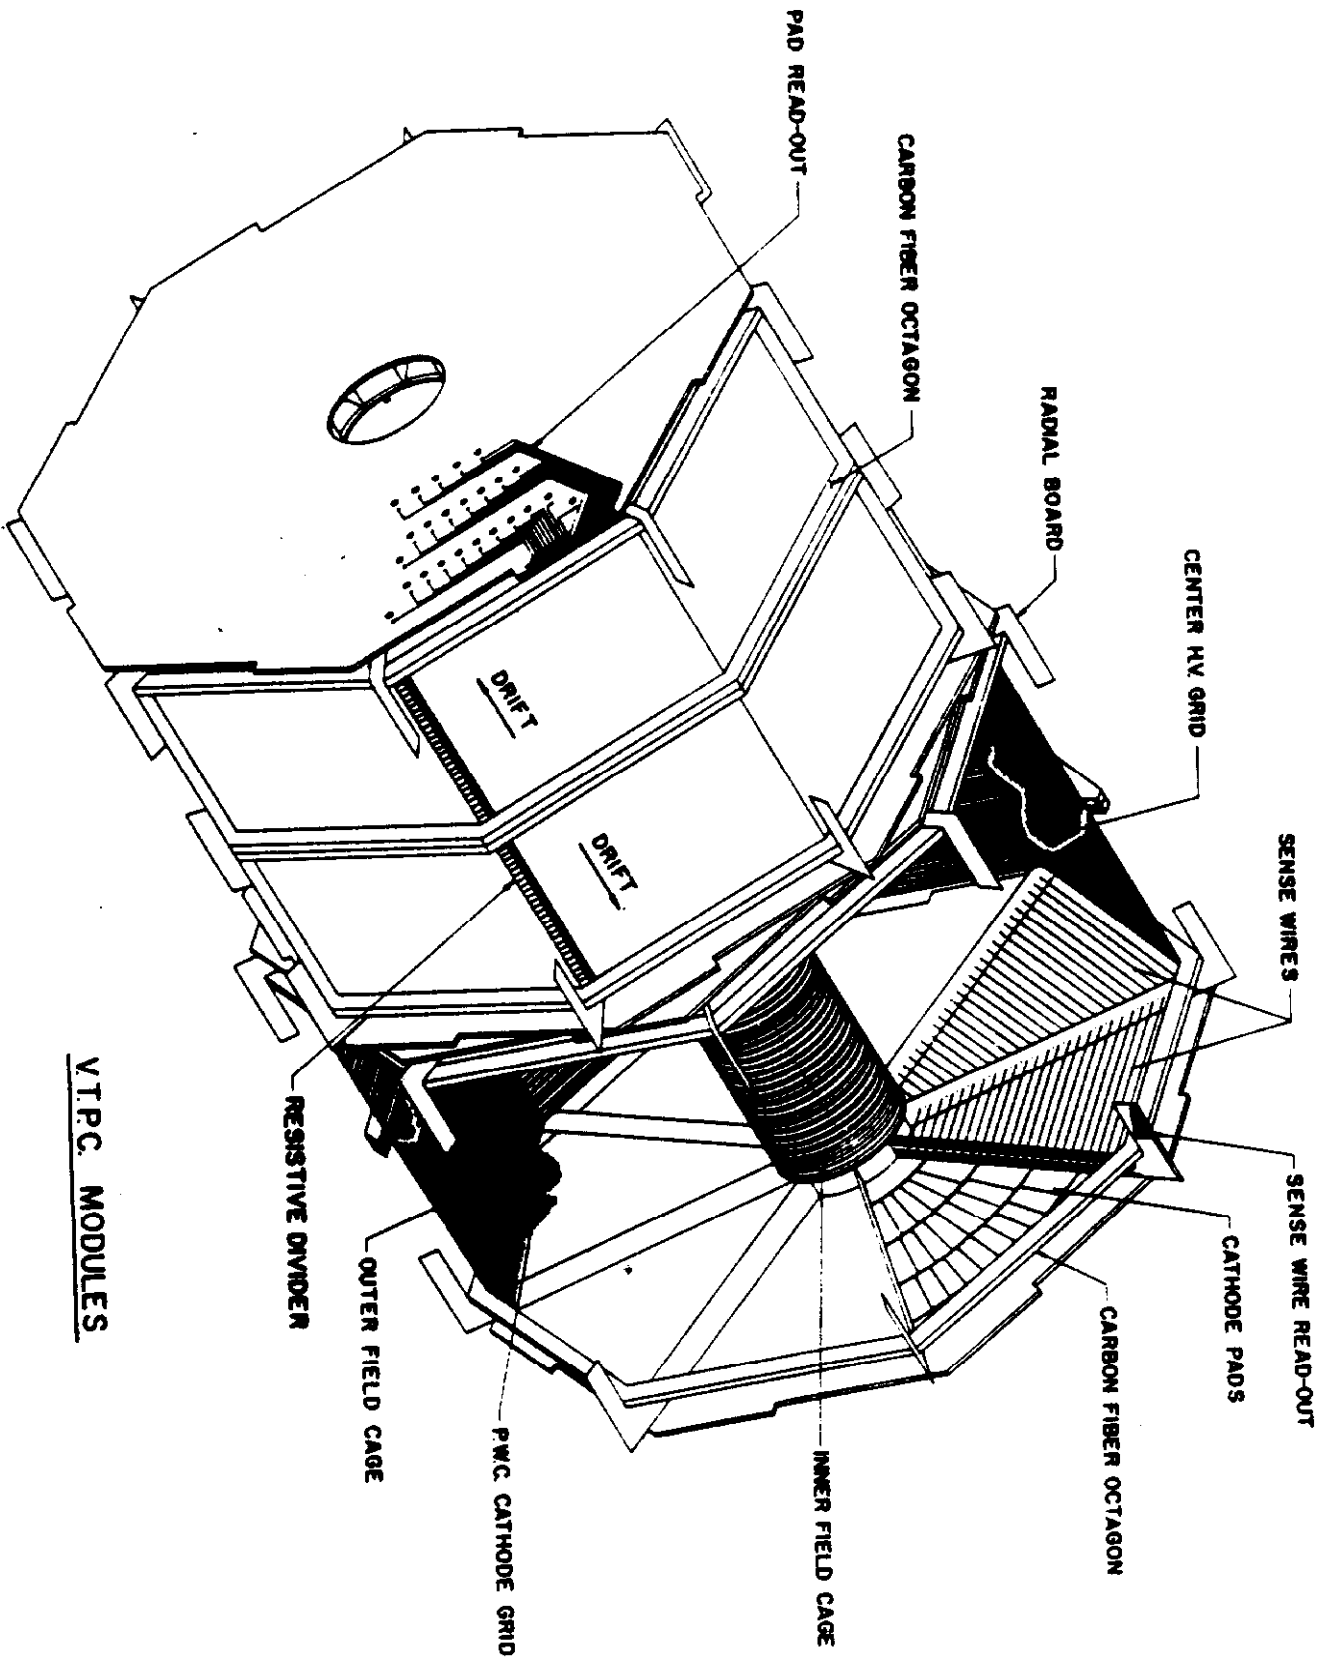 PAD READ-OUT
CARBON FIBER OCTAGON
RADIAL BOARD
CENTER H.V. GRID
SENSE WIRES
SENSE WIRE READ-OUT
CATHODE PADS
CARBON FIBER OCTAGON
INNER FIELD CAGE
P.W.C. CATHODE GRID
OUTER FIELD CAGE
RESISTIVE DIVIDER
DRIFT
DRIFT
V.T.P.C. MODULES